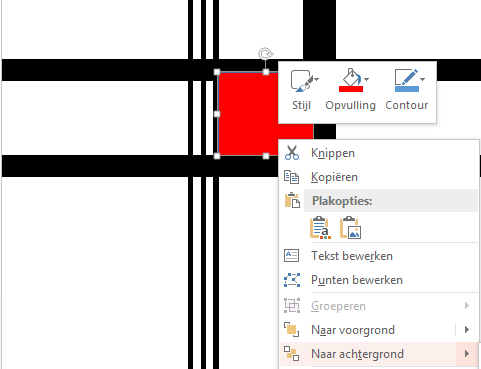 Stijl Opvulling Contour
Knippen
Kopiëren
Plakopties:
a
Tekst bewerken
Punten bewerken
Groeperen
Naar voorgrond
Naar achtergrond